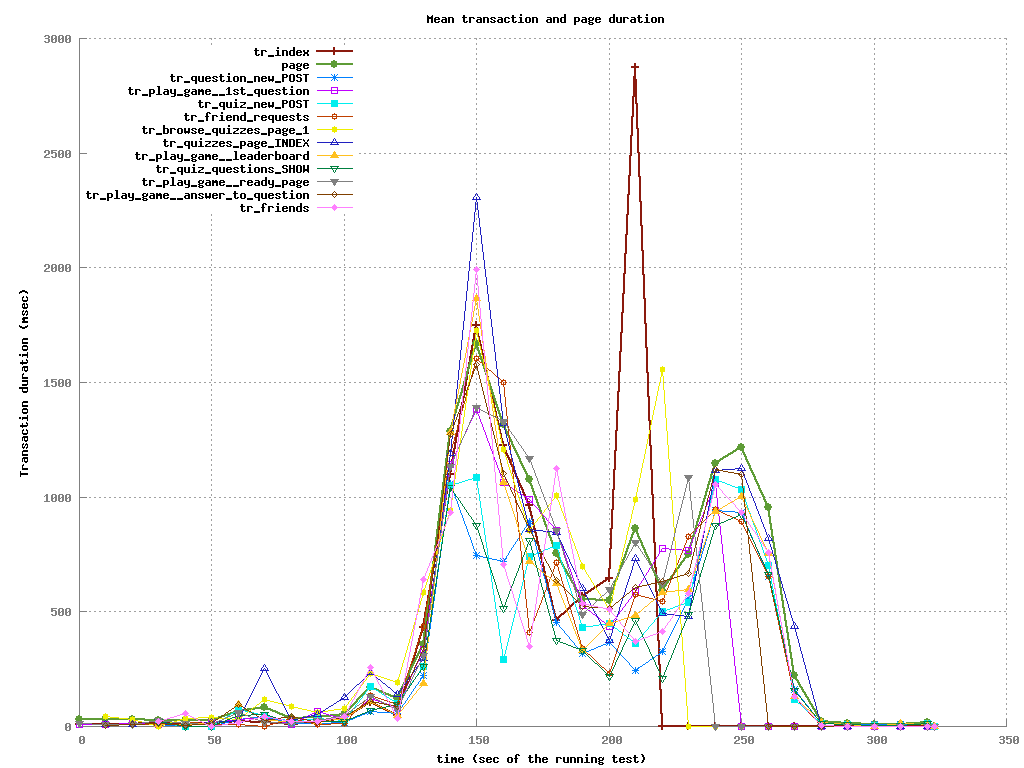 Mean transaction and page duration
3000
2500
2000
1500
1000
500
0
Transaction duration (msec)
tr_index
page
tr_question_new_POST
tr_play_game__1st_question
tr_quiz_new_POST
tr_friend_requests
tr_browse_quizzes_page_1
tr_quizzes_page_INDEX
tr_play_game__leaderboard
tr_quiz_questions_SHOW
tr_play_game__ready_page
tr_play_game__answer_to_question
tr_friends
0 50 100 150 200 250 300 350
time (sec of the running test)